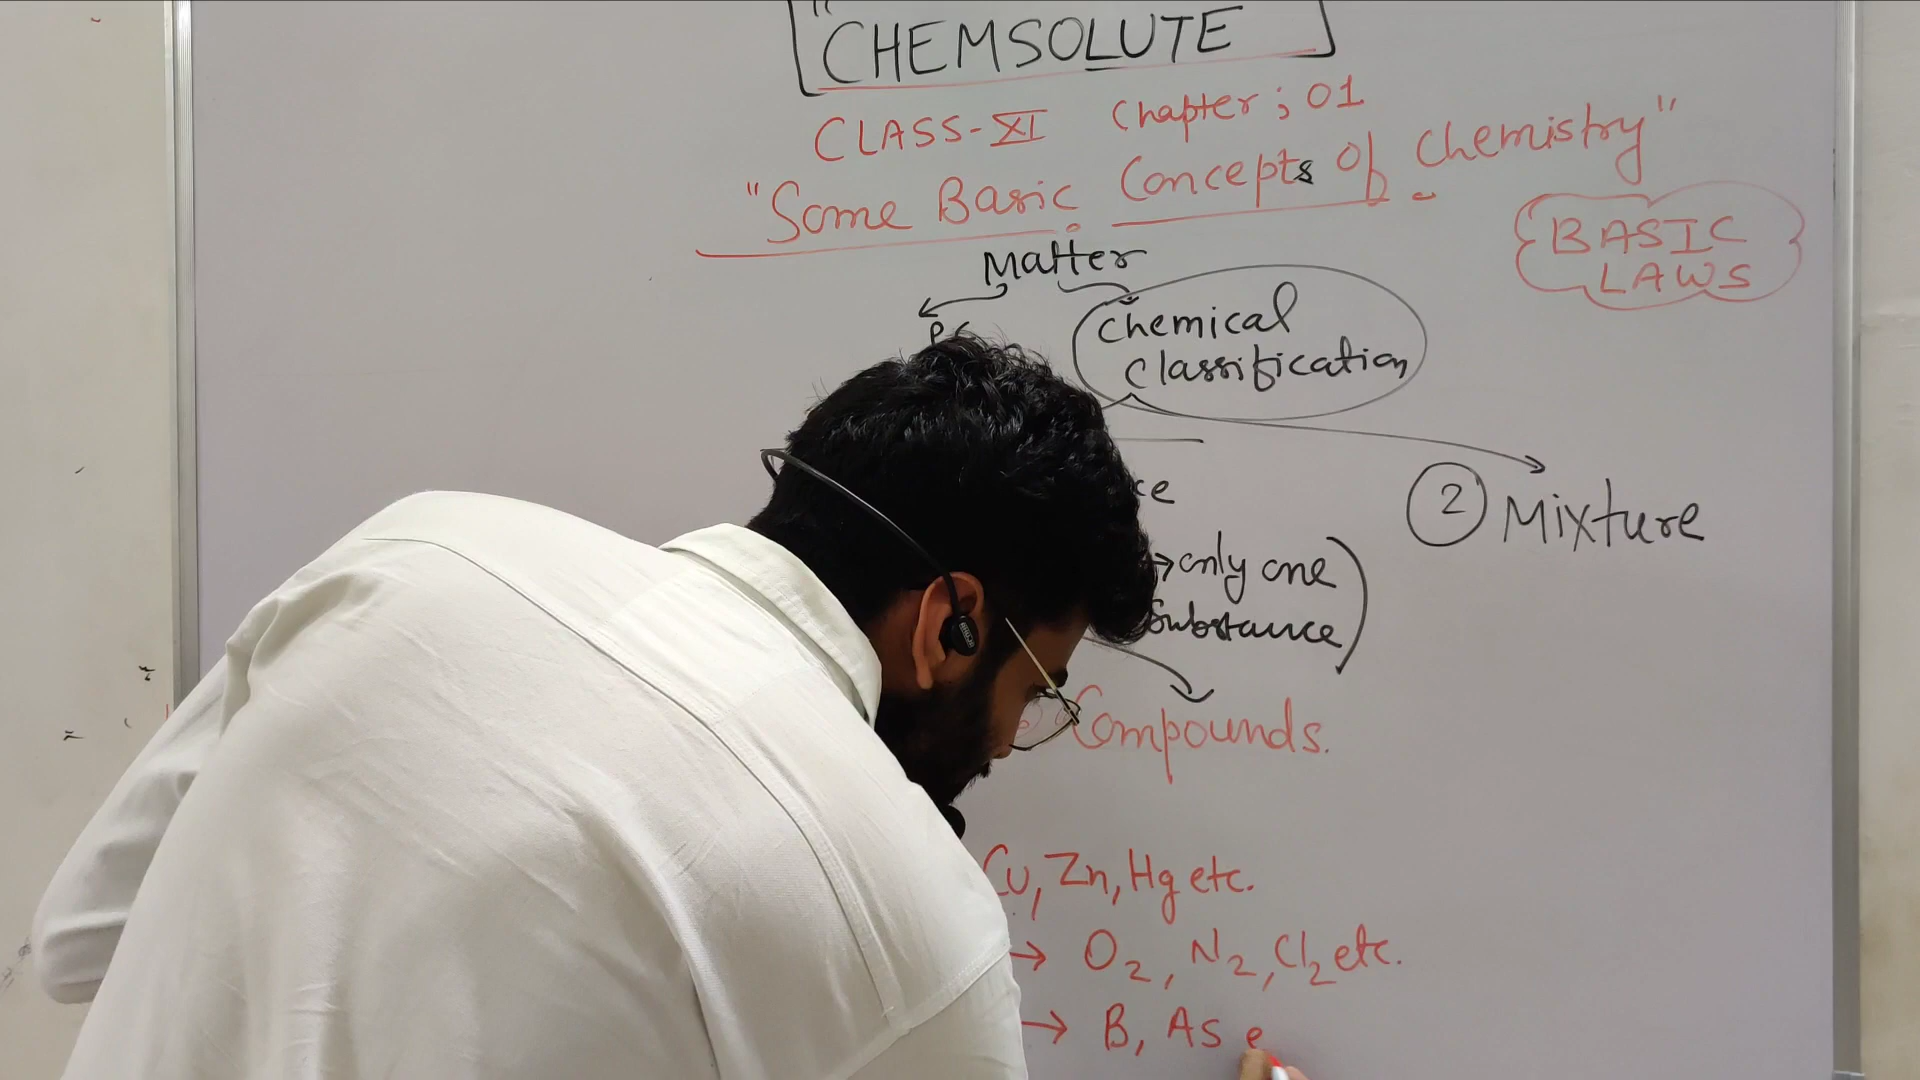 "CHEMSOLUTE
CLASS-XI Chapter; 01
"Some Basic Concepts Of Chemistry"
BASIC
LAWS
Matter
Chemical
Classification
② Mixture
→ only one
Substance)
Compounds.
Cu, Zn, Hg etc.
→ O2, N2, Cl2 etc.
→ B, As e